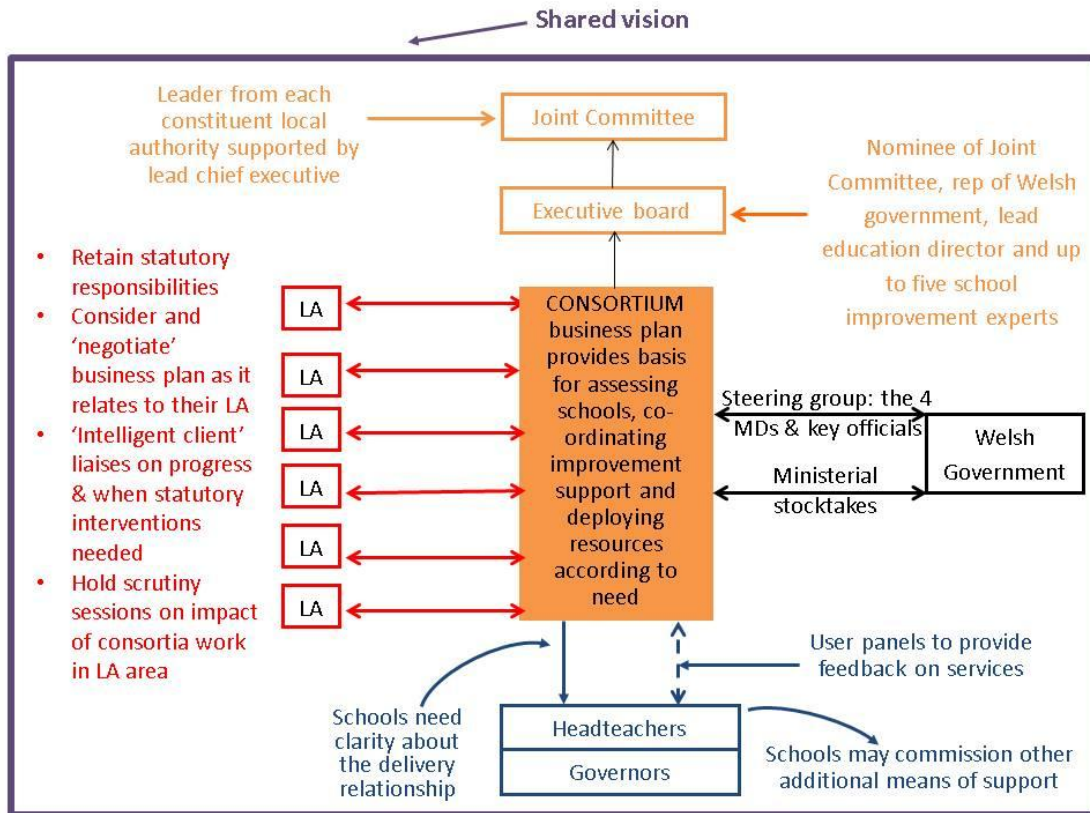 Shared vision
Leader from each
constituent local
authority supported by
lead chief executive
Joint Committee
Executive board
Nominee of Joint
Committee, rep of Welsh
government, lead
education director and up
to five school
improvement experts
• Retain statutory
responsibilities
• Consider and
‘negotiate’
business plan as it
relates to their LA
• ‘Intelligent client’
liaises on progress
& when statutory
interventions
needed
• Hold scrutiny
sessions on impact
of consortia work
in LA area
LA
LA
LA
LA
LA
LA
CONSORTIUM
business plan
provides basis
for assessing
schools, co-
ordinating
improvement
support and
deploying
resources
according to
need
Steering group: the 4
MDs & key officials
Ministerial
stocktakes
Welsh
Government
User panels to provide
feedback on services
Schools need
clarity about
the delivery
relationship
Headteachers
Governors
Schools may commission other
additional means of support